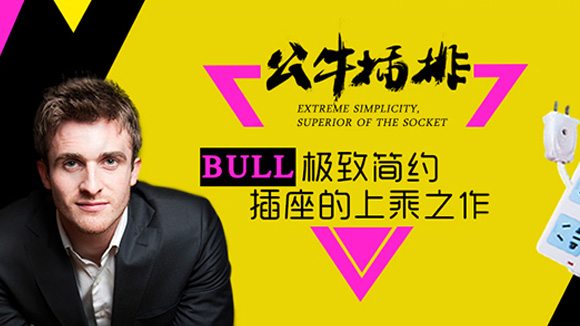 公牛插排
EXTREME SIMPLICITY,
SUPERIOR OF THE SOCKET
BULL极致简约
插座的上乘之作